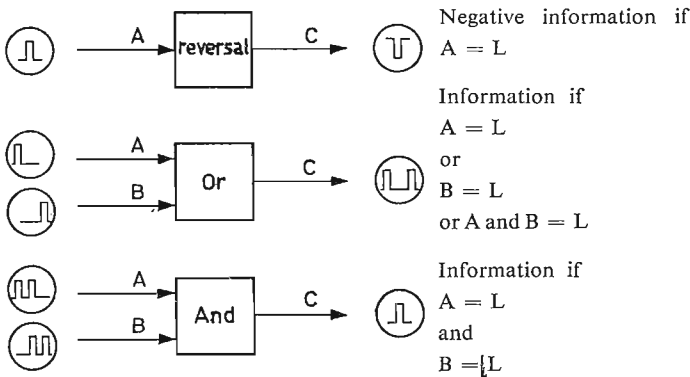 A
reversal
C
Negative information if
A = L
A
B
Or
C
Information if
A = L
or
B = L
or A and B = L
A
B
And
C
Information if
A = L
and
B = L